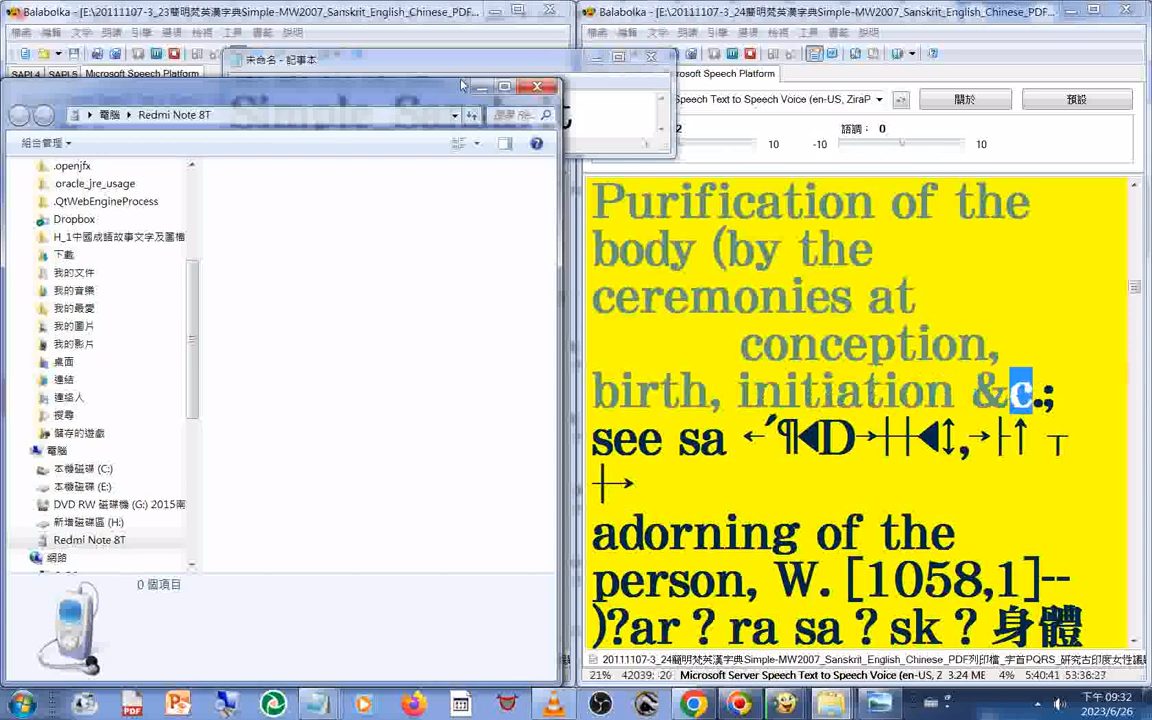 Balabolka - [E:\20111107-3_23簡明梵英漢字典Simple-MW2007_Sanskrit_English_Chinese_PDF...
Balabolka - [E:\20111107-3_24簡明梵英漢字典Simple-MW2007_Sanskrit_English_Chinese_PDF...
SAPI 4 SAPI 5 Microsoft Speech Platform
未命名 - 記事本
rosoft Speech Platform
電腦 Redmi Note 8T
Speech Text to Speech Voice (en-US, ZiraP
關於
預設
組合管理
2
語調： 0
10 -10 10
.openjfx
.oracle_jre_usage
.QtWebEngineProcess
Dropbox
H_1中國成語故事文字及圖檔
下載
我的文件
我的音樂
我的最愛
我的圖片
我的影片
桌面
連結
連絡人
搜尋
儲存的遊戲
電腦
本機磁碟 (C:)
本機磁碟 (E:)
DVD RW 磁碟機 (G:) 2015南
新增磁碟區 (H:)
Redmi Note 8T
網路
0 個項目
Purification of the
body (by the
ceremonies at
conception,
birth, initiation &c.;
see sa ←´¶◄D→┼┼◄↕,→├↑ ┬
┼→
adorning of the
person, W. [1058,1]--
)?ar ? ra sa ? sk ? 身體
20111107-3_24簡明梵英漢字典Simple-MW2007_Sanskrit_English_Chinese_PDF列印檔_字首PQRS_研究古印度女性議
21% 42039: Microsoft Server Speech Text to Speech Voice (en-US, Z 3.24 ME 4% 5:40:41 53:36:27
下午 09:32
2023/6/26